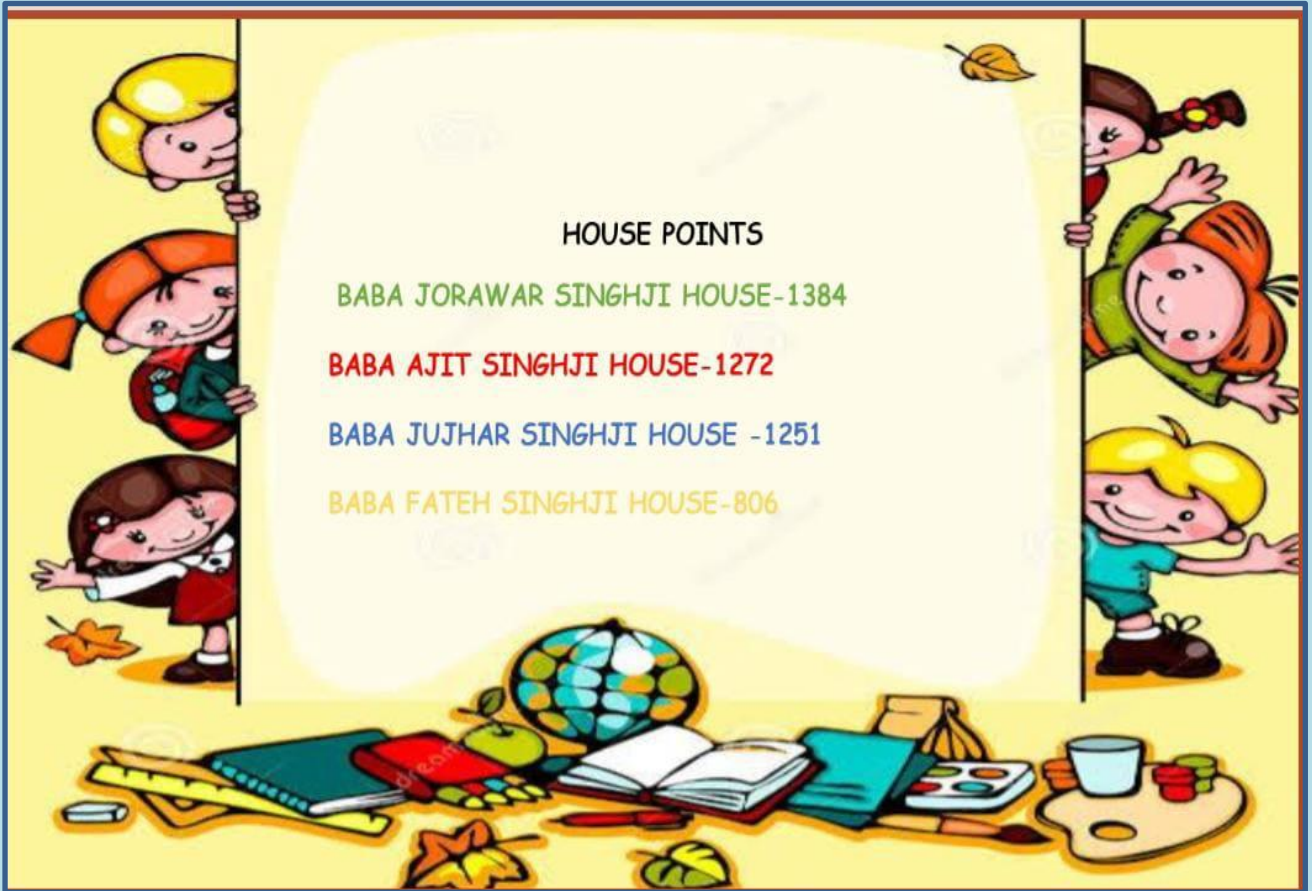 HOUSE POINTS
BABA JORAWAR SINGHJI HOUSE-1384
BABA AJIT SINGHJI HOUSE-1272
BABA JUJHAR SINGHJI HOUSE -1251
BABA FATEH SINGHJI HOUSE-806